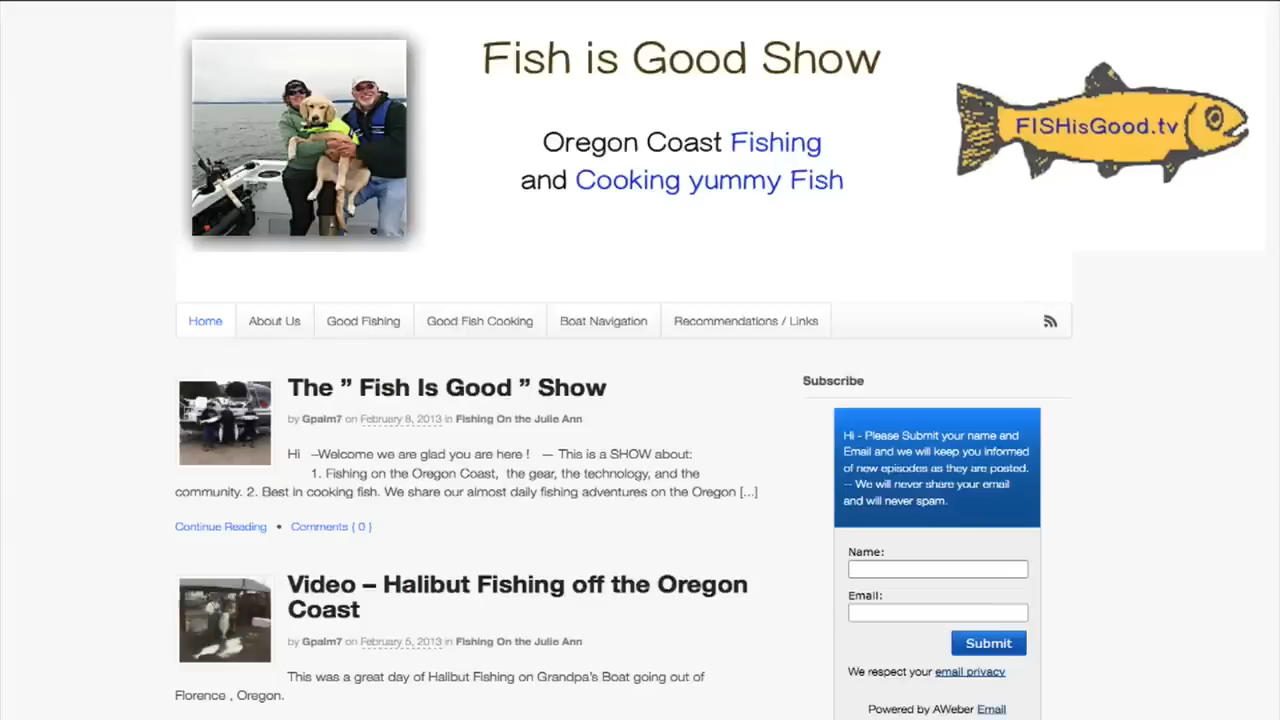 Fish is Good Show
Oregon Coast Fishing
and Cooking yummy Fish
FISHisGood.tv
Home
About Us
Good Fishing
Good Fish Cooking
Boat Navigation
Recommendations / Links
The ” Fish Is Good ” Show
by Gpalm7 on February 8, 2013 in Fishing On the Julie Ann
Hi –Welcome we are glad you are here ! — This is a SHOW about:
1. Fishing on the Oregon Coast, the gear, the technology, and the
community. 2. Best in cooking fish. We share our almost daily fishing adventures on the Oregon [...]
Continue Reading • Comments { 0 }
Video – Halibut Fishing off the Oregon
Coast
by Gpalm7 on February 5, 2013 in Fishing On the Julie Ann
This was a great day of Halibut Fishing on Grandpa's Boat going out of
Florence , Oregon.
Subscribe
Hi - Please Submit your name and
Email and we will keep you informed
of new episodes as they are posted.
-- We will never share your email
and will never spam.
Name:
Email:
Submit
We respect your email privacy
Powered by AWeber Email